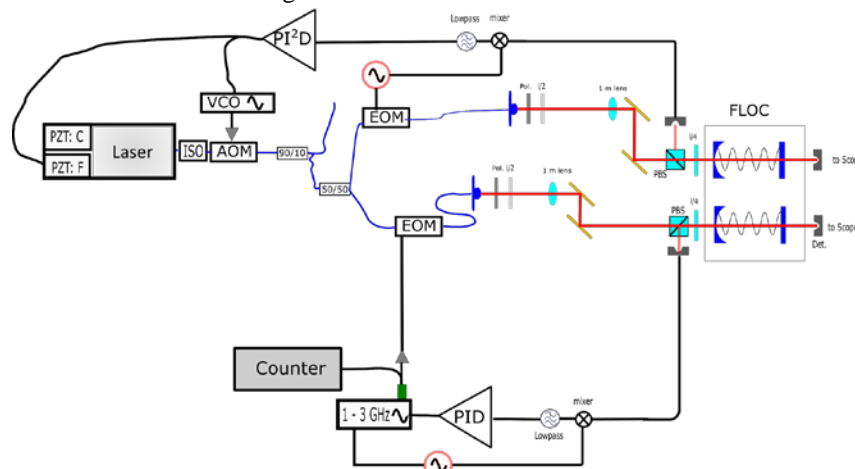 PI²D
Lowpass
mixer
VCO
EOM
Pol. l/2
1 m lens
FLOC
PZT: C
PZT: F
Laser
ISO
AOM
90/10
50/50
l/4
PBS
to Scope
Pol. l/2
1 m lens
EOM
PBS
l/4
to Scope
Det.
Counter
1 - 3 GHz
PID
Lowpass
mixer